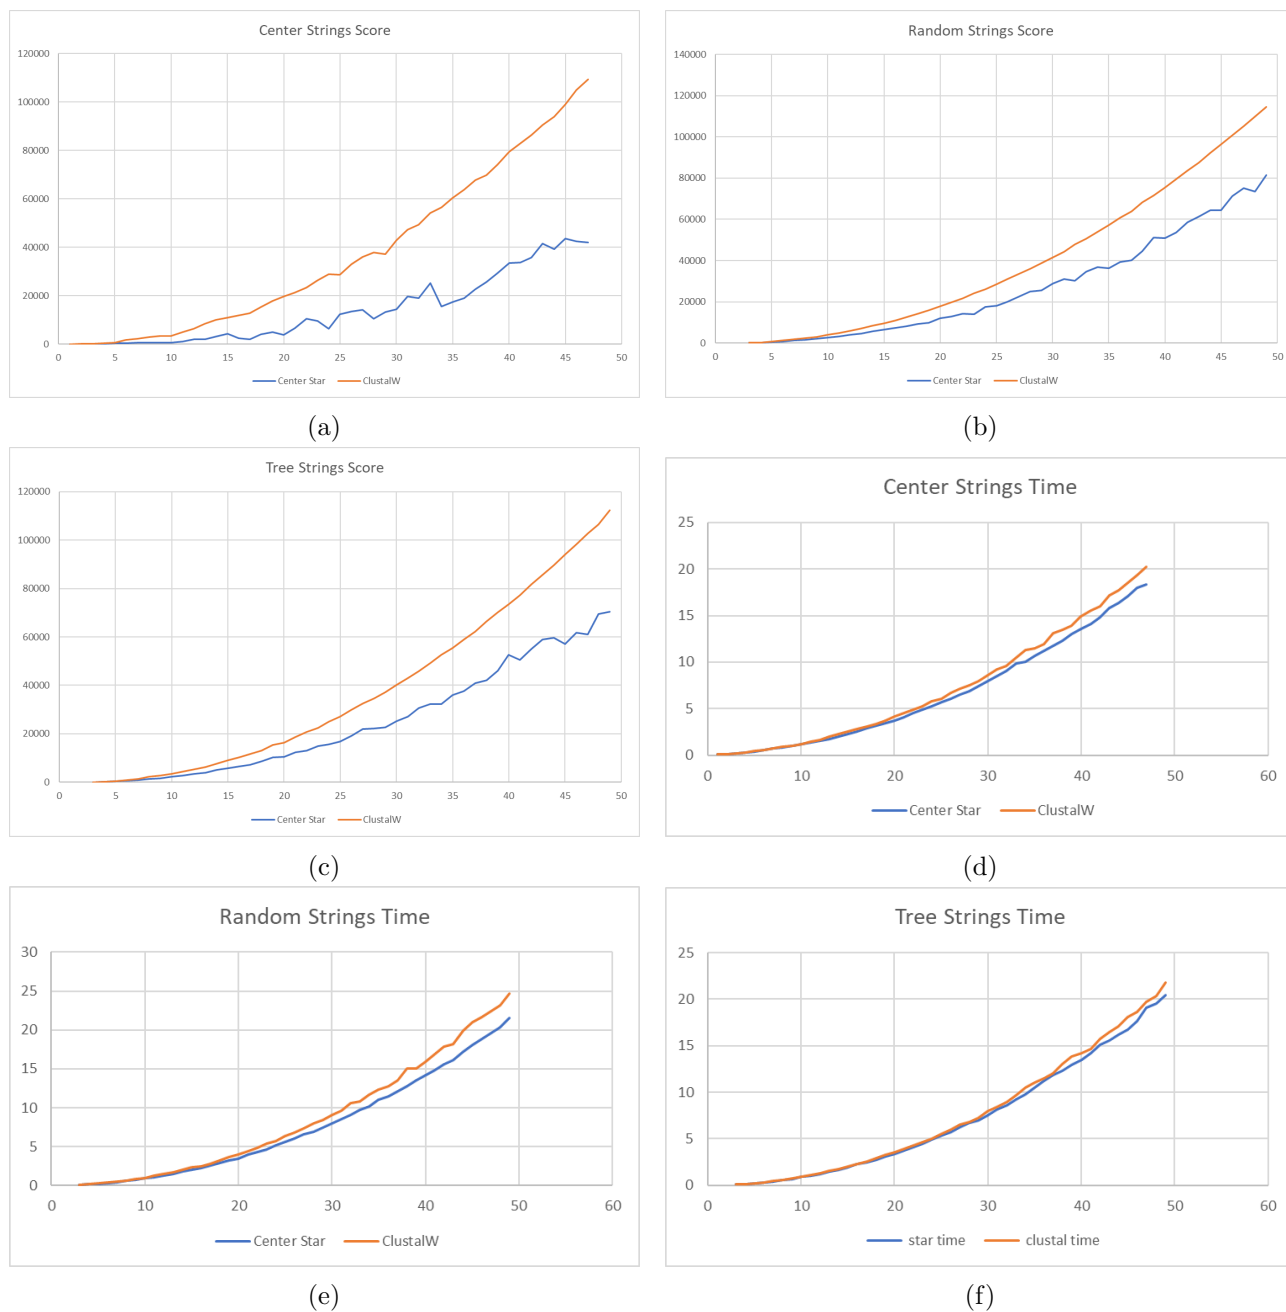 Center Strings Score
120000
100000
80000
60000
40000
20000
0
0 5 10 15 20 25 30 35 40 45 50
Center Star ClustalW
(a)
Random Strings Score
140000
120000
100000
80000
60000
40000
20000
0
0 5 10 15 20 25 30 35 40 45 50
Center Star ClustalW
(b)
Tree Strings Score
120000
100000
80000
60000
40000
20000
0
0 5 10 15 20 25 30 35 40 45 50
Center Star ClustalW
(c)
Center Strings Time
25
20
15
10
5
0
0 10 20 30 40 50 60
Center Star ClustalW
(d)
Random Strings Time
30
25
20
15
10
5
0
0 10 20 30 40 50 60
Center Star ClustalW
(e)
Tree Strings Time
25
20
15
10
5
0
0 10 20 30 40 50 60
star time clustal time
(f)